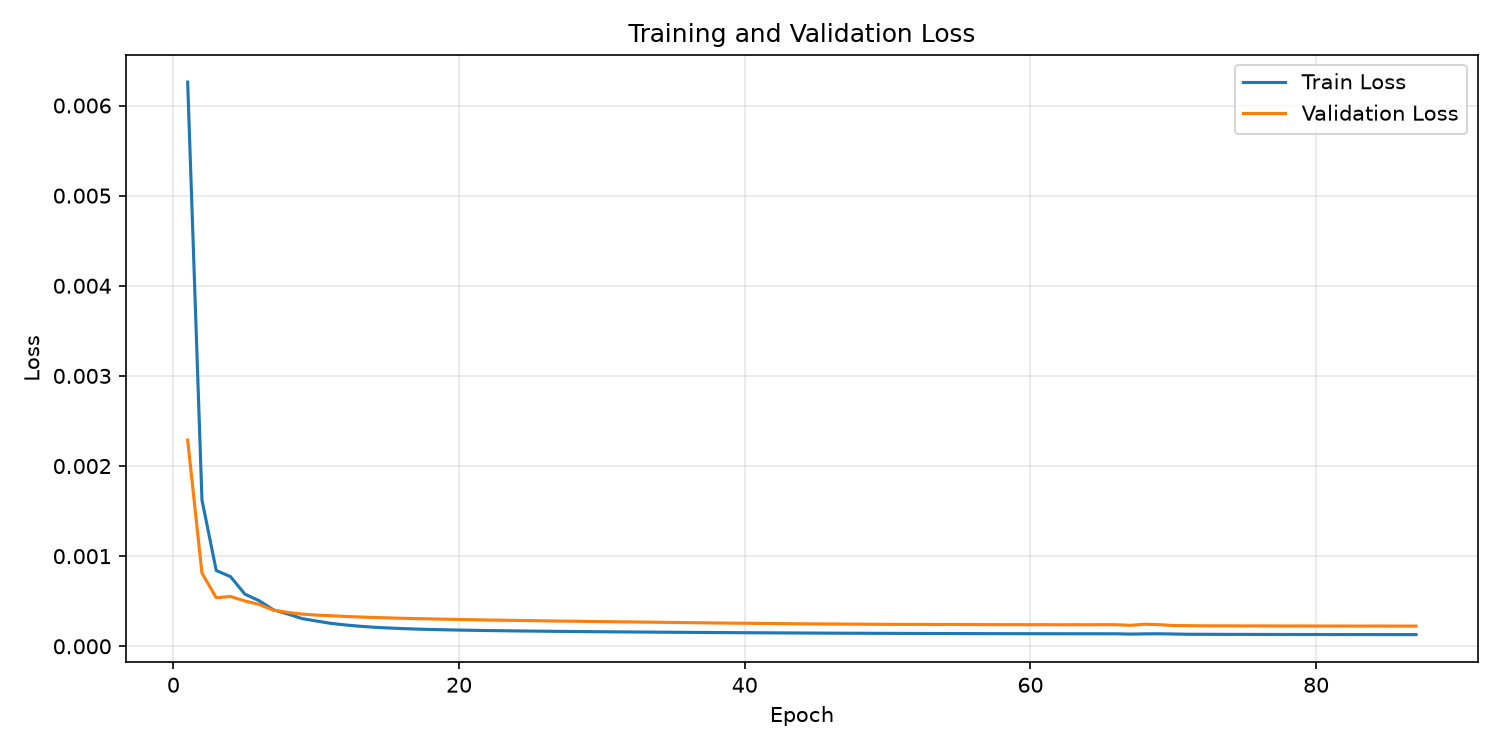 Training and Validation Loss
Train Loss
Validation Loss
0.006
0.005
0.004
0.003
0.002
0.001
0.000
Loss
0 20 40 60 80
Epoch